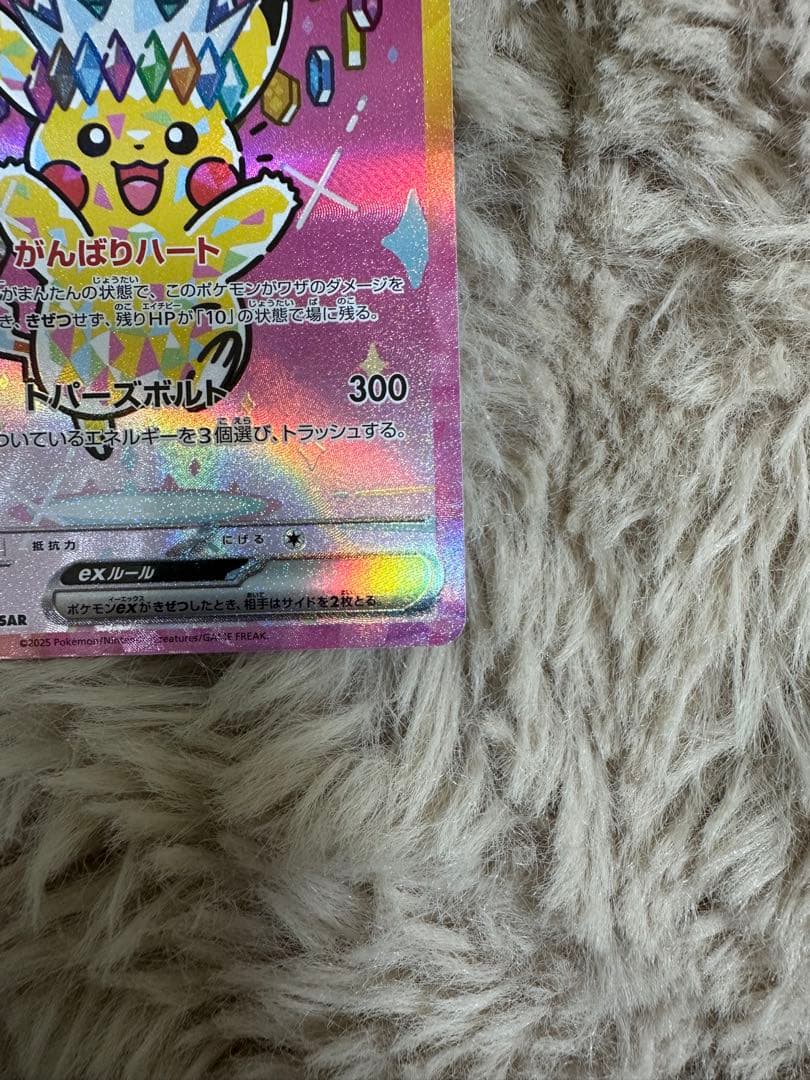 がんばりハート
がまんたんの状態で、このポケモンがワザのダメージを
き、きぜつせず、残りHPが「10」の状態で場に残る。
トパーズボルト 300
ついているエネルギーを3個選び、トラッシュする。
抵抗力 にげる
exルール
ポケモンexがきぜつしたとき、相手はサイドを2枚とる。
SAR
©2025 Pokémon/Nintendo/Creatures/GAME FREAK.